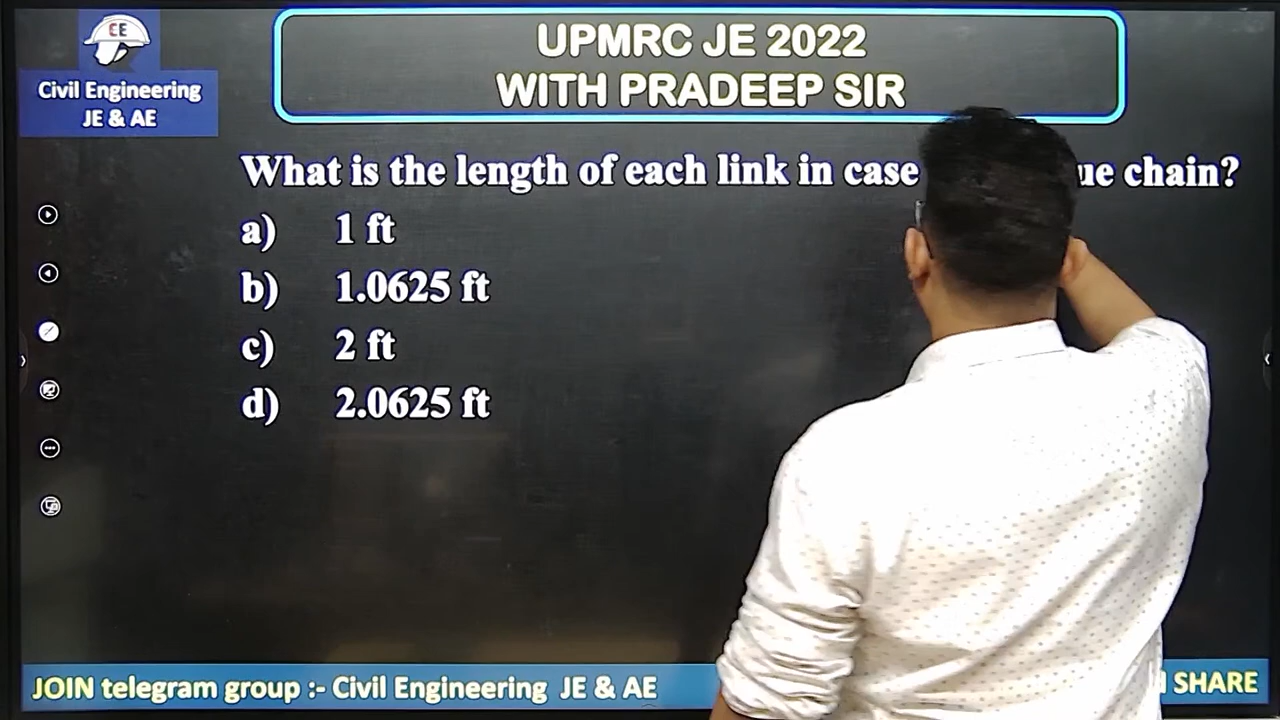 EE
Civil Engineering
JE & AE
UPMRC JE 2022
WITH PRADEEP SIR
What is the length of each link in case ue chain?
a) 1 ft
b) 1.0625 ft
c) 2 ft
d) 2.0625 ft
JOIN telegram group :- Civil Engineering JE & AE
SHARE